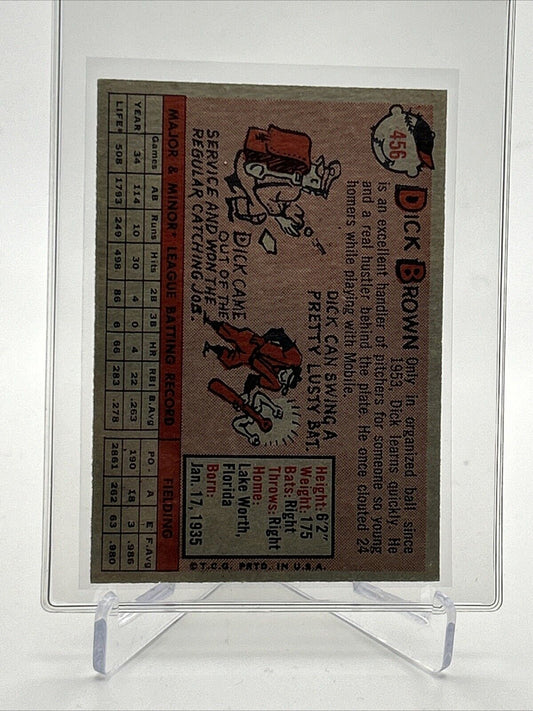 456
DICK BROWN Only in organized ball since
1953, Dick learns quickly. He
is an excellent handler of pitchers for someone so young
and a real hustler behind the plate. He once clouted 24
homers while playing with Mobile.
DICK CAN SWING A
PRETTY LUSTY BAT.
DICK CAME
OUT OF THE
SERVICE AND WON THE
REGULAR CATCHING JOB.
Height: 6'2"
Weight: 175
Bats: Right
Throws: Right
Home:
Lake Worth,
Florida
Born:
Jan. 17, 1935
MAJOR & MINOR* LEAGUE BATTING RECORD FIELDING
Games AB Runs Hits 2B 3B HR RBI B.Avg PO A E F.Avg
YEAR 34 114 10 30 4 0 4 22 .263 190 18 3 .986
LIFE* 508 1793 249 498 86 6 66 283 .278 2861 262 63 .980
©T.C.G. PRTD. IN U.S.A.